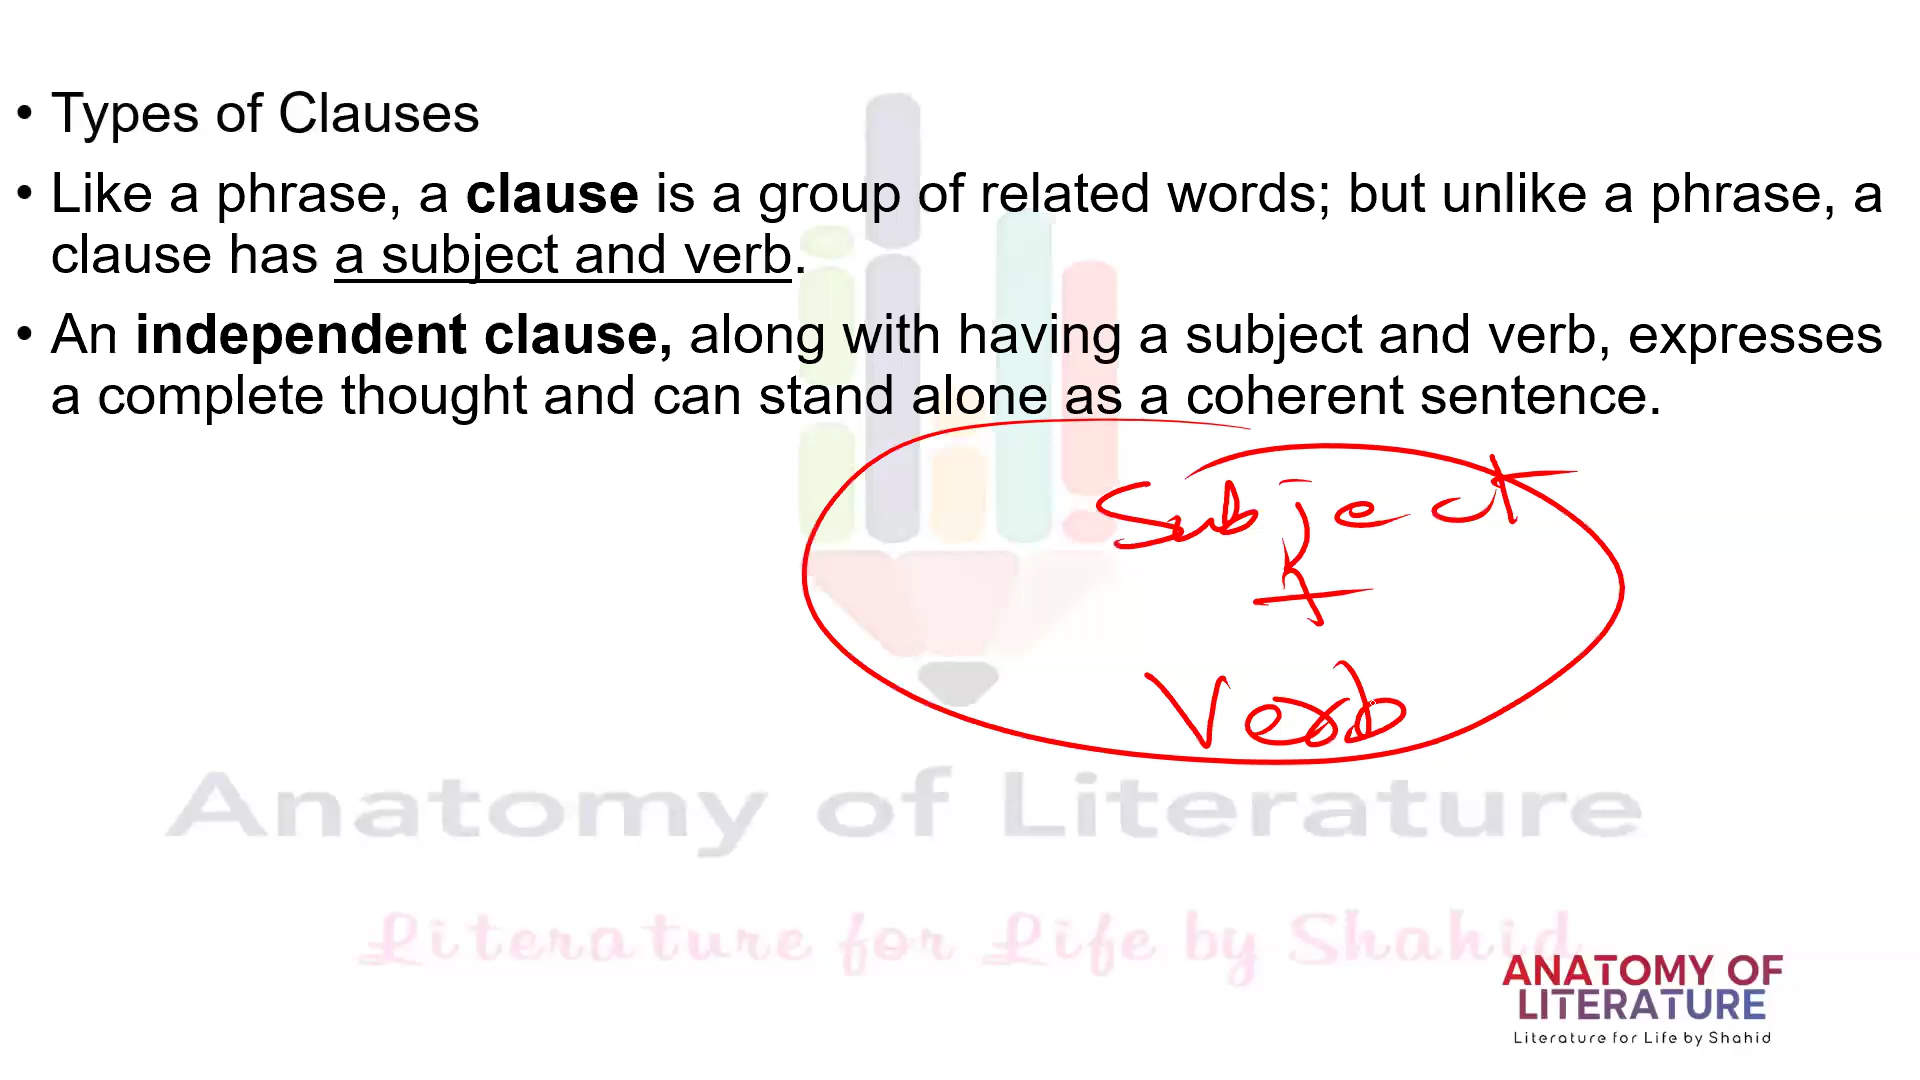 • Types of Clauses
• Like a phrase, a clause is a group of related words; but unlike a phrase, a
clause has a subject and verb.
• An independent clause, along with having a subject and verb, expresses
a complete thought and can stand alone as a coherent sentence.
Subject
+
Verb
Anatomy of Literature
Literature for Life by Shahid
ANATOMY OF
LITERATURE
Literature for Life by Shahid